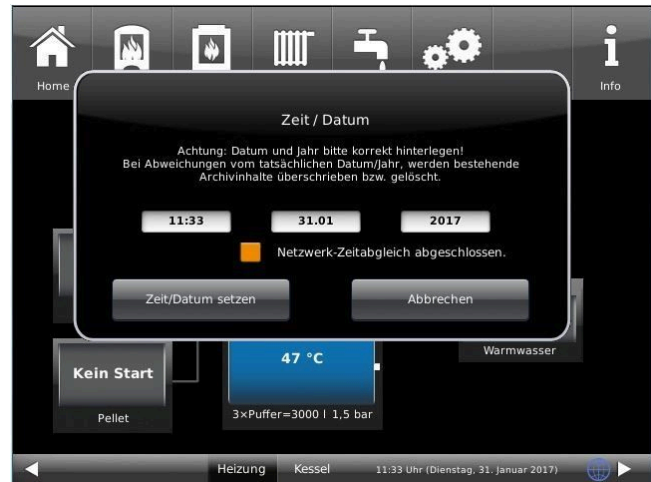 Home
Info
Zeit / Datum
Achtung: Datum und Jahr bitte korrekt hinterlegen!
Bei Abweichungen vom tatsächlichen Datum/Jahr, werden bestehende
Archivinhalte überschrieben bzw. gelöscht.
11:33 31.01 2017
Netzwerk-Zeitabgleich abgeschlossen.
Zeit/Datum setzen Abbrechen
47 °C
Warmwasser
Kein Start
Pellet
3×Puffer=3000 l 1,5 bar
Heizung Kessel 11:33 Uhr (Dienstag, 31. Januar 2017)